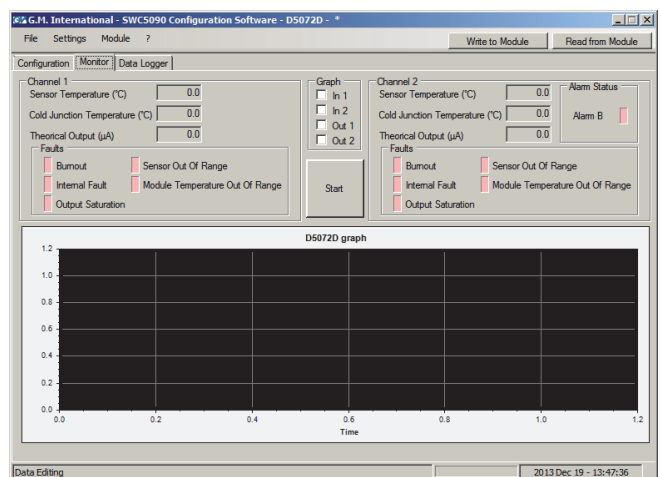 G.M. International - SWC5090 Configuration Software - D5072D - *
File Settings Module ? Write to Module Read from Module
Configuration Monitor Data Logger
Channel 1
Sensor Temperature (°C) 0.0
Cold Junction Temperature (°C) 0.0
Theorical Output (µA) 0.0
Faults
Burnout Sensor Out Of Range
Internal Fault Module Temperature Out Of Range
Output Saturation
Graph
In 1
In 2
Out 1
Out 2
Start
Channel 2
Sensor Temperature (°C) 0.0
Cold Junction Temperature (°C) 0.0
Theorical Output (µA) 0.0
Alarm Status
Alarm B
Faults
Burnout Sensor Out Of Range
Internal Fault Module Temperature Out Of Range
Output Saturation
D5072D graph
1.2
1.0
0.8
0.6
0.4
0.2
0.0
0.0 0.2 0.4 0.6 0.8 1.0 1.2
Time
Data Editing 2013 Dec 19 - 13:47:36